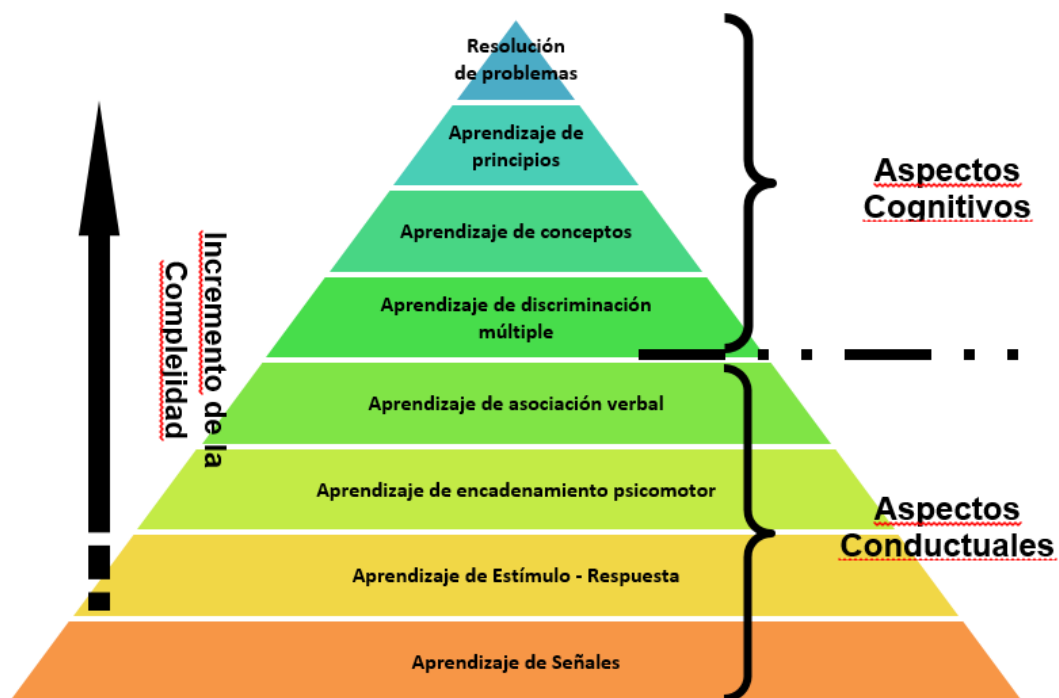 Resolución
de problemas
Aprendizaje de
principios
Aprendizaje de conceptos
Aprendizaje de discriminación
múltiple
Aprendizaje de asociación verbal
Aprendizaje de encadenamiento psicomotor
Aprendizaje de Estímulo - Respuesta
Aprendizaje de Señales
Incremento de la
Complejidad
Aspectos
Cognitivos
Aspectos
Conductuales